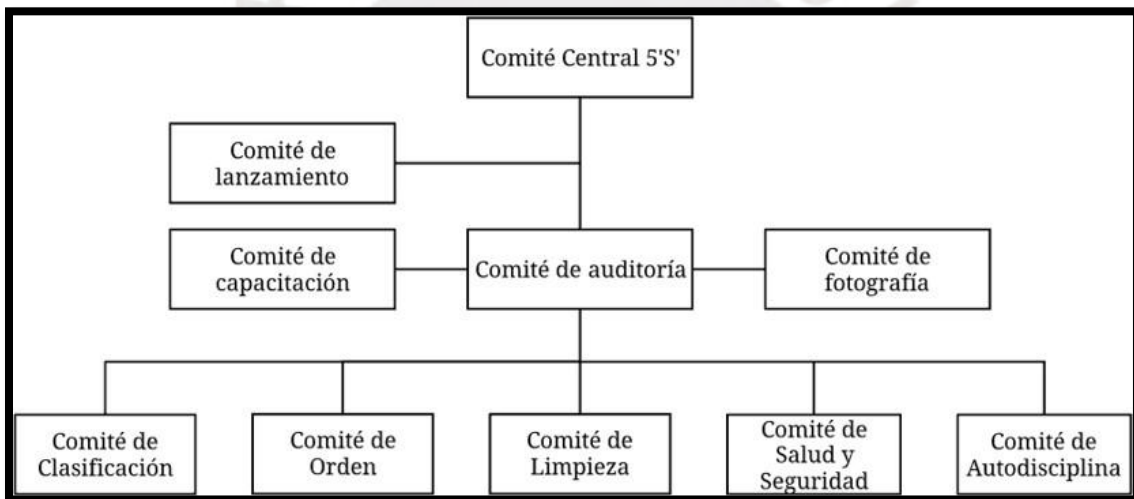 Comité Central 5'S'
Comité de
lanzamiento
Comité de
capacitación
Comité de auditoría
Comité de
fotografía
Comité de
Clasificación
Comité de
Orden
Comité de
Limpieza
Comité de
Salud y
Seguridad
Comité de
Autodisciplina